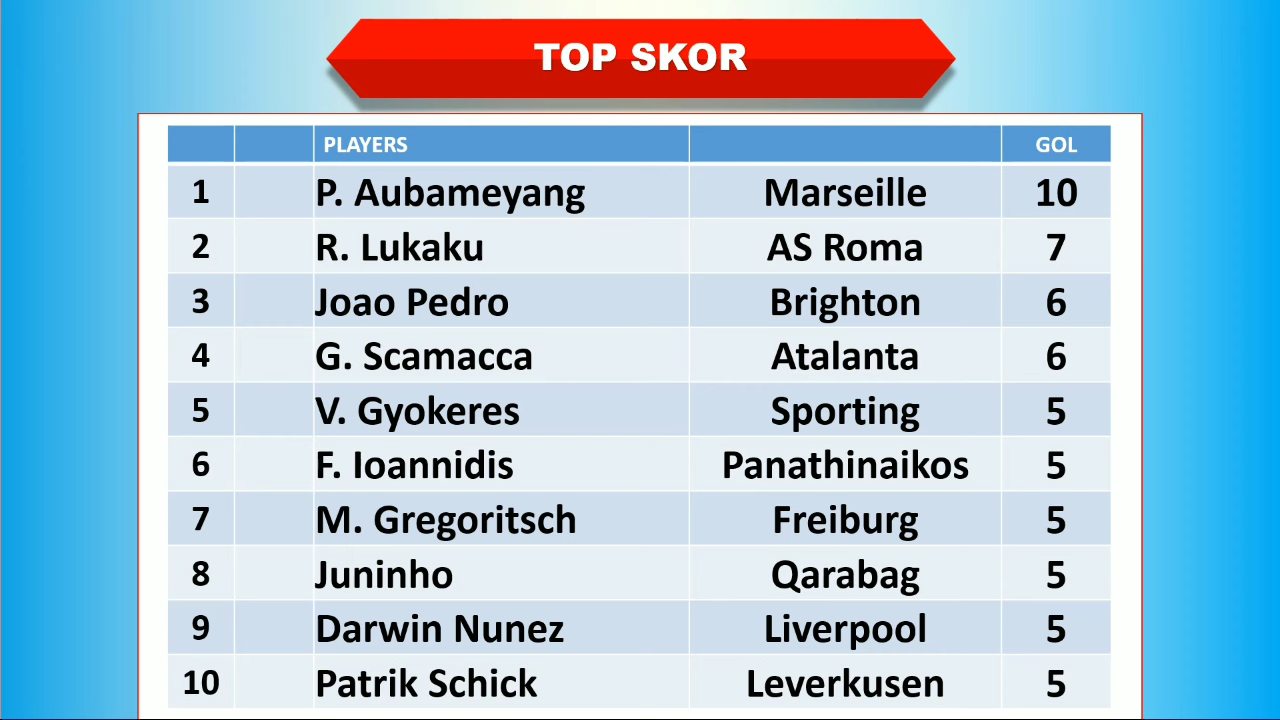 TOP SKOR
PLAYERS GOL
1 P. Aubameyang Marseille 10
2 R. Lukaku AS Roma 7
3 Joao Pedro Brighton 6
4 G. Scamacca Atalanta 6
5 V. Gyokeres Sporting 5
6 F. Ioannidis Panathinaikos 5
7 M. Gregoritsch Freiburg 5
8 Juninho Qarabag 5
9 Darwin Nunez Liverpool 5
10 Patrik Schick Leverkusen 5